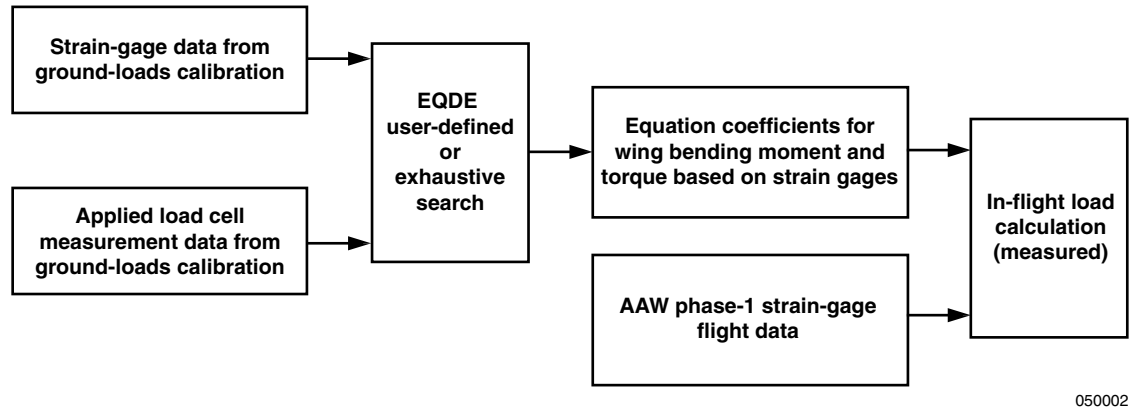 Strain-gage data from
ground-loads calibration
Applied load cell
measurement data from
ground-loads calibration
EQDE
user-defined
or
exhaustive
search
Equation coefficients for
wing bending moment and
torque based on strain gages
AAW phase-1 strain-gage
flight data
In-flight load
calculation
(measured)
050002